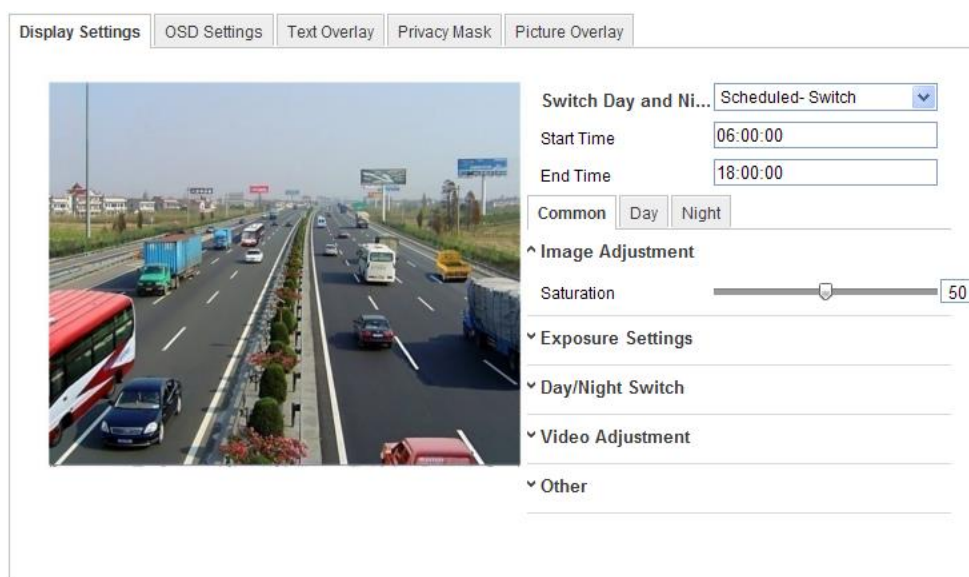 Display Settings OSD Settings Text Overlay Privacy Mask Picture Overlay
Switch Day and Ni... Scheduled- Switch
Start Time 06:00:00
End Time 18:00:00
Common Day Night
Image Adjustment
Saturation 50
Exposure Settings
Day/Night Switch
Video Adjustment
Other